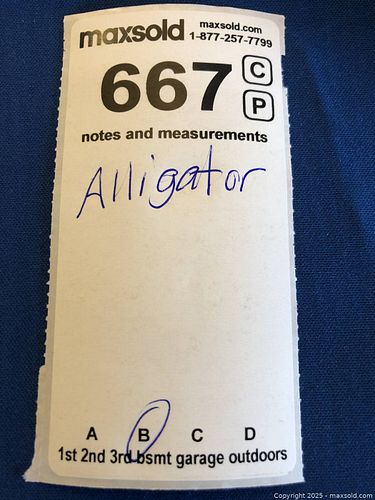 maxsold maxsold.com
1-877-257-7799
667 C
P
notes and measurements
Alligator
A B C D
1st 2nd 3rd bsmt garage outdoors
Copyright 2025 - maxsold.com